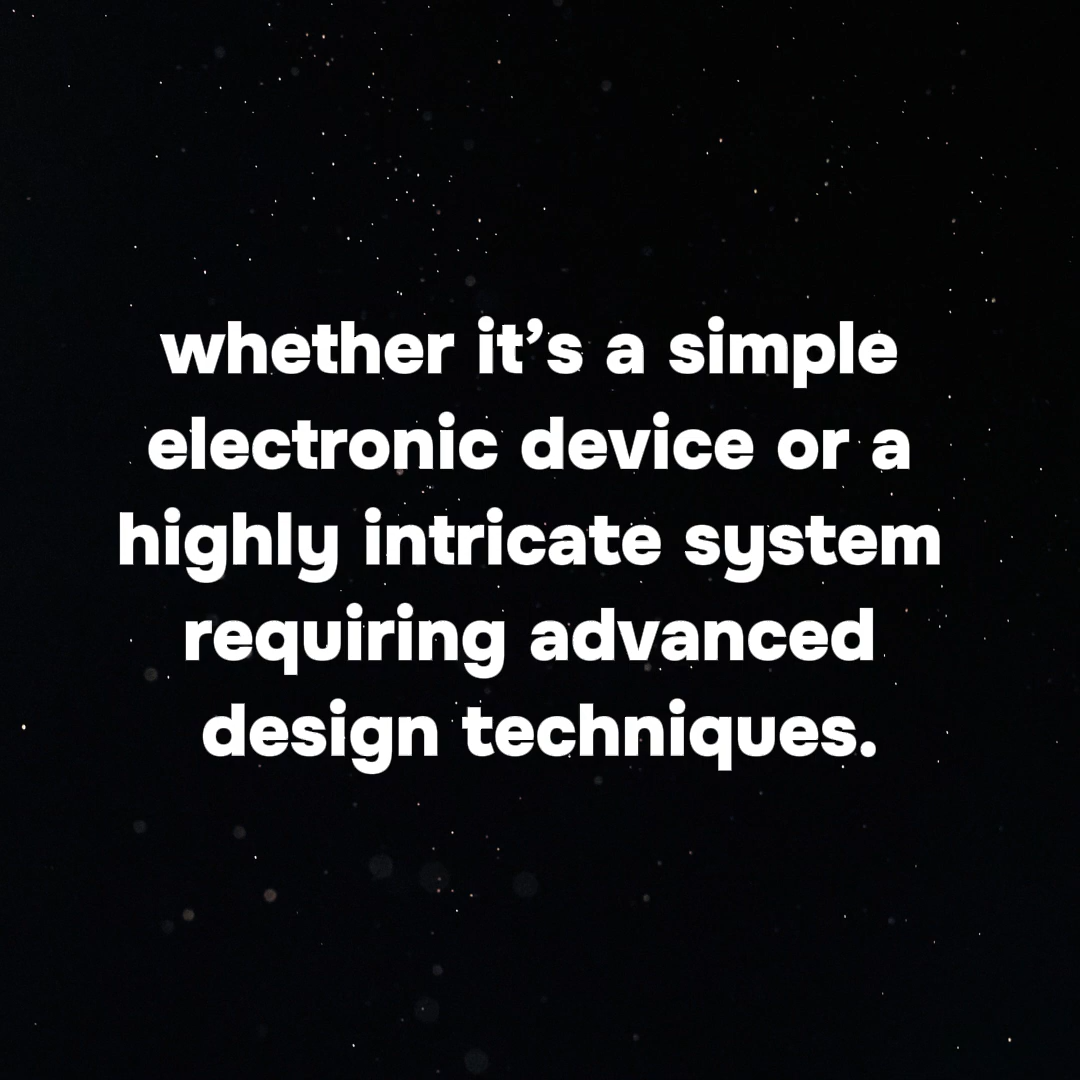 whether it’s a simple
electronic device or a
highly intricate system
requiring advanced
design techniques.